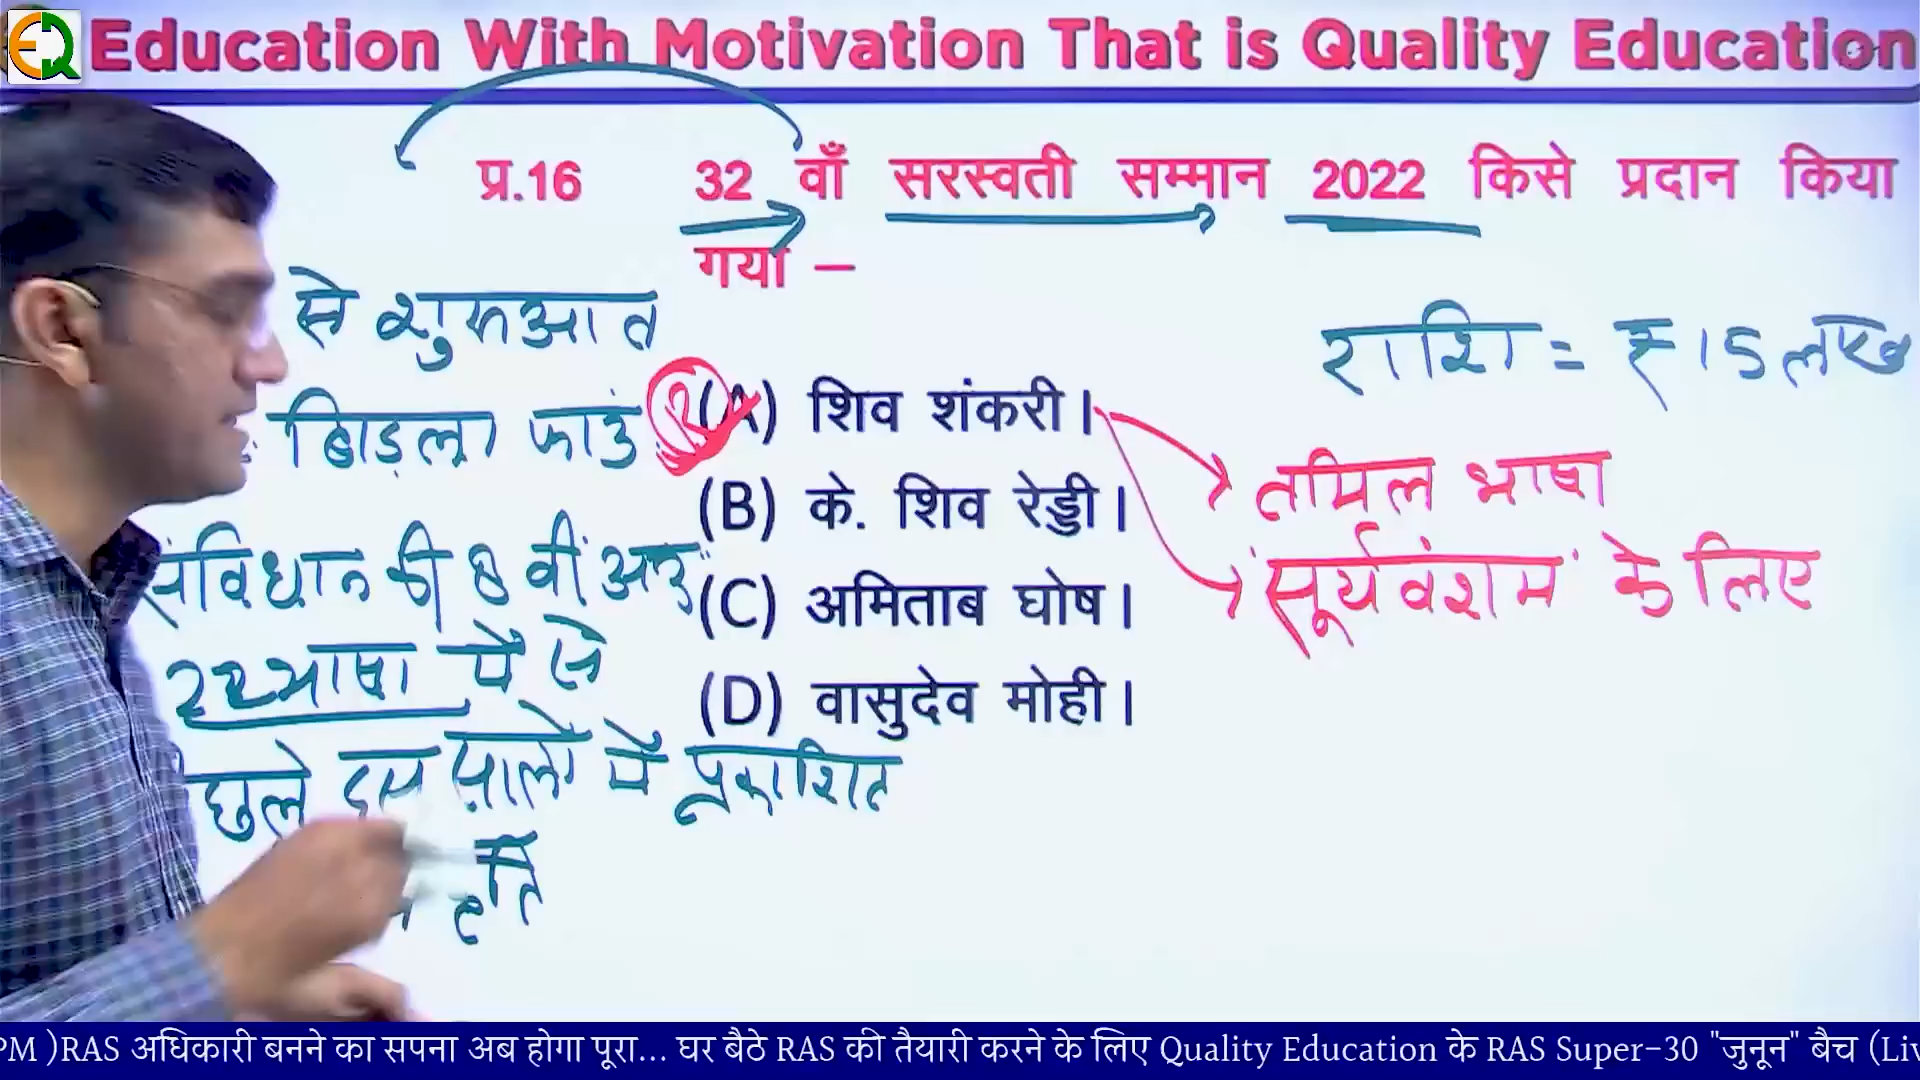 EQ
Education With Motivation That is Quality Education
प्र.16 32 वाँ सरस्वती सम्मान 2022 किसे प्रदान किया
गया –
से शुरुआत
राशि = ₹ 15 लाख
बिड़ला फाउं
(A) शिव शंकरी।
तमिल भाषा
(B) के. शिव रेड्डी।
संविधान की 8 वीं अनु
सूर्यवंशम के लिए
(C) अमिताब घोष।
22 भाषा में से
(D) वासुदेव मोही।
छले दस सालों में प्रकाशित
PM )RAS अधिकारी बनने का सपना अब होगा पूरा... घर बैठे RAS की तैयारी करने के लिए Quality Education के RAS Super-30 "जुनून" बैच (Liv